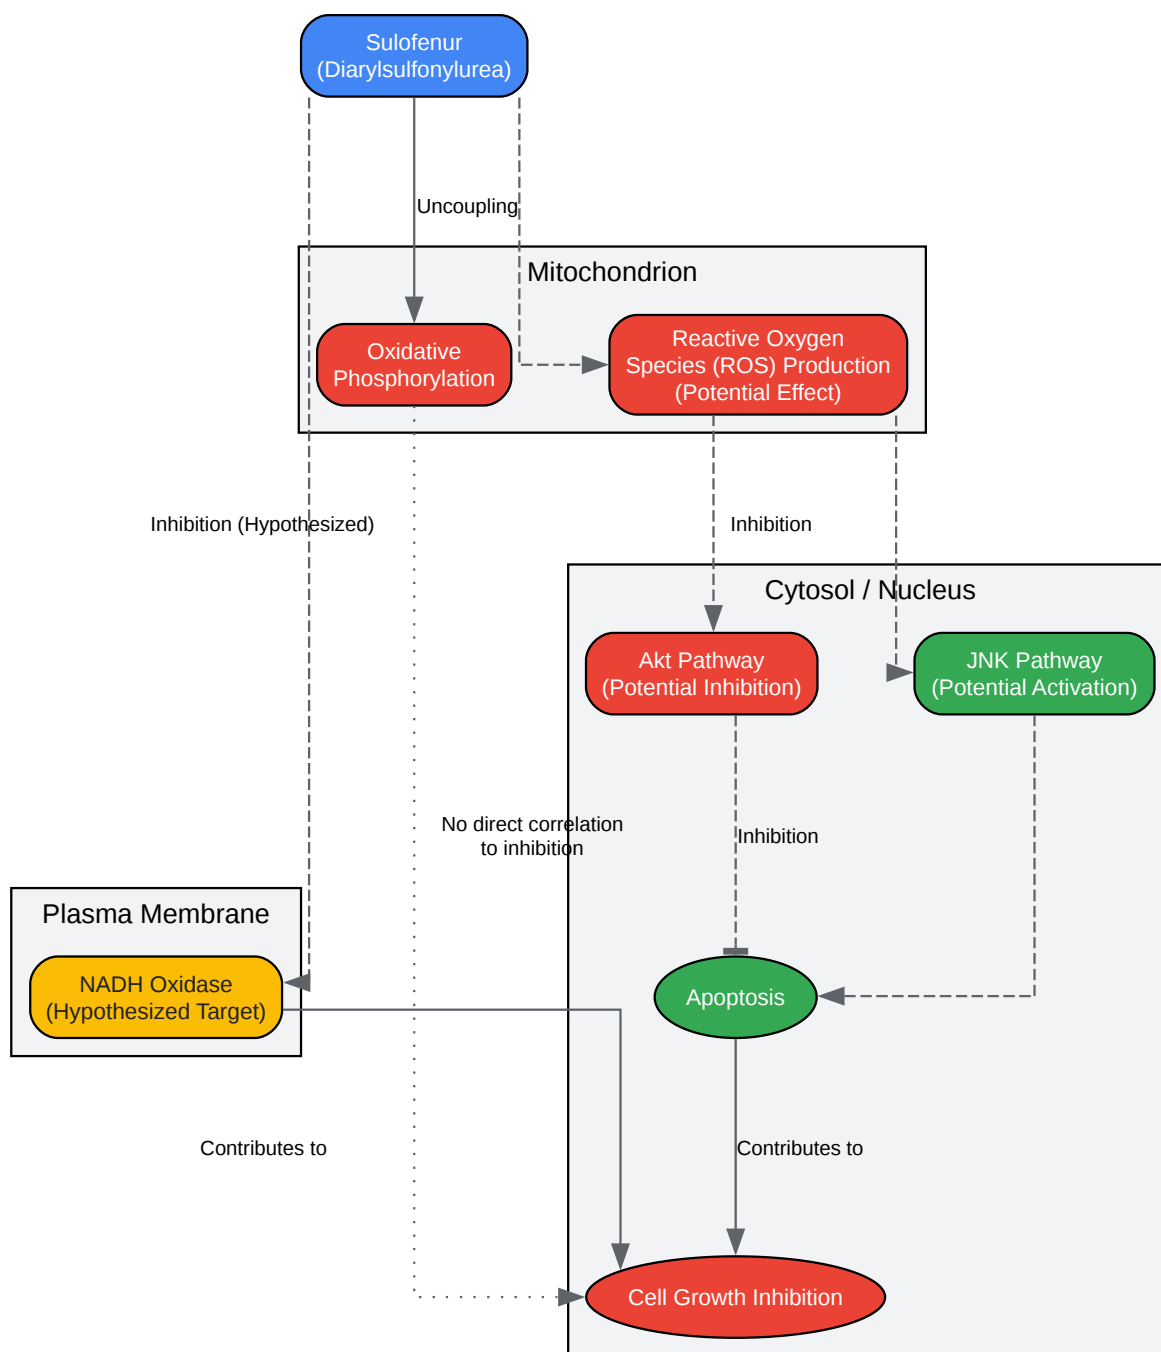 Sulofenur
(Diarylsulfonylurea)
Uncoupling
Mitochondrion
Oxidative
Phosphorylation
Reactive Oxygen
Species (ROS) Production
(Potential Effect)
Inhibition (Hypothesized)
Inhibition
Cytosol / Nucleus
Akt Pathway
(Potential Inhibition)
JNK Pathway
(Potential Activation)
No direct correlation
to inhibition
Inhibition
Plasma Membrane
NADH Oxidase
(Hypothesized Target)
Apoptosis
Contributes to
Contributes to
Cell Growth Inhibition